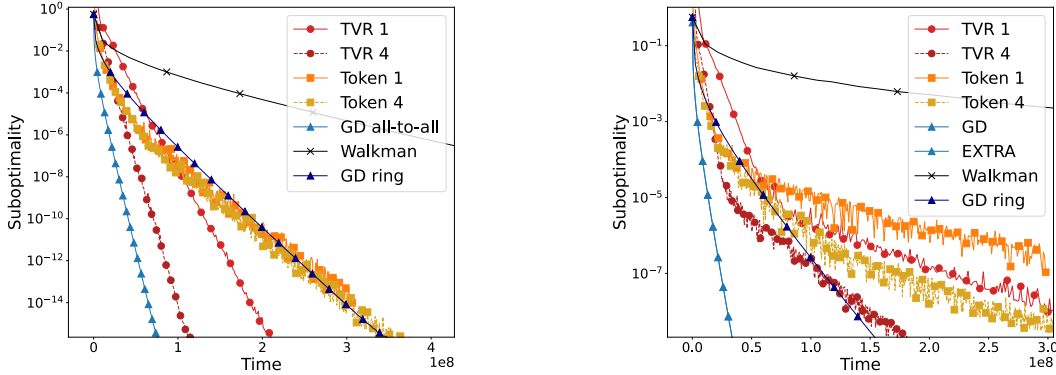 10^0
10^-2
10^-4
10^-6
10^-8
10^-10
10^-12
10^-14
Suboptimality
0
1
2
3
4
1e8
Time
TVR 1
TVR 4
Token 1
Token 4
GD all-to-all
Walkman
GD ring
10^-1
10^-3
10^-5
10^-7
Suboptimality
0.0
0.5
1.0
1.5
2.0
2.5
3.0
1e8
Time
TVR 1
TVR 4
Token 1
Token 4
GD
EXTRA
Walkman
GD ring